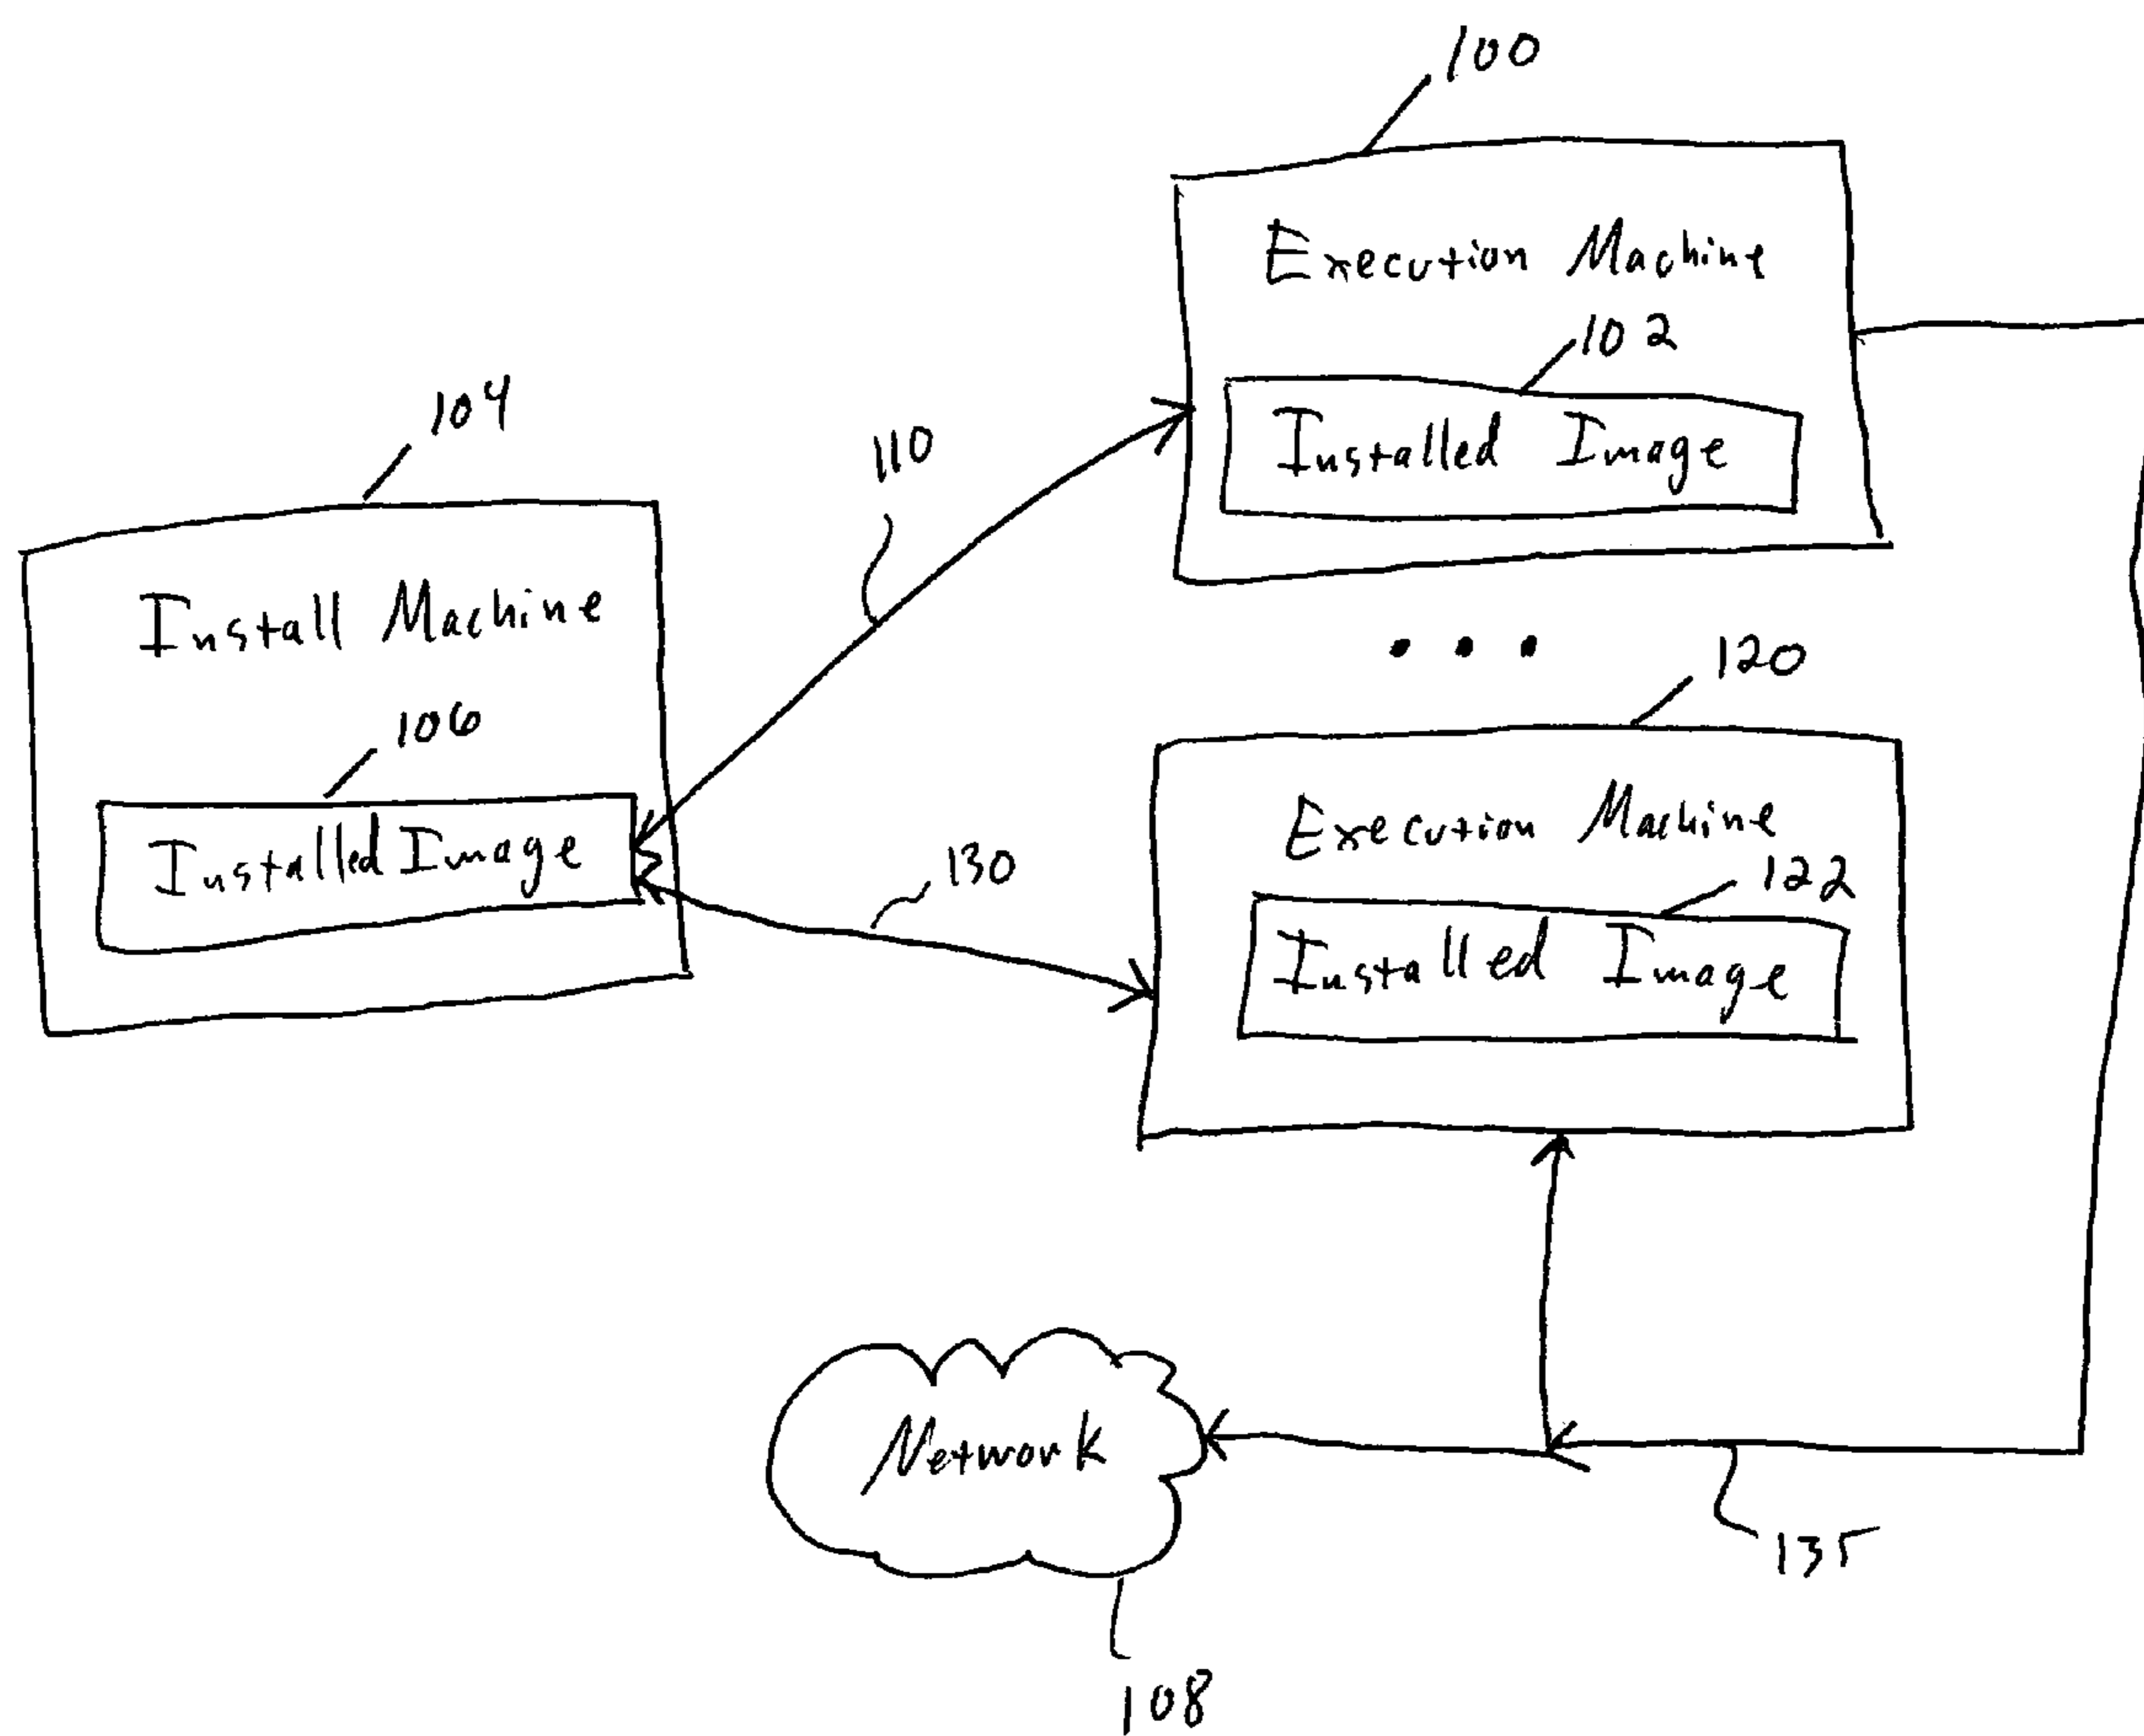 100
Execution Machine
102
Installed Image
104
110
Install Machine
106
Installed Image
120
Execution Machine
130
122
Installed Image
Network
135
108